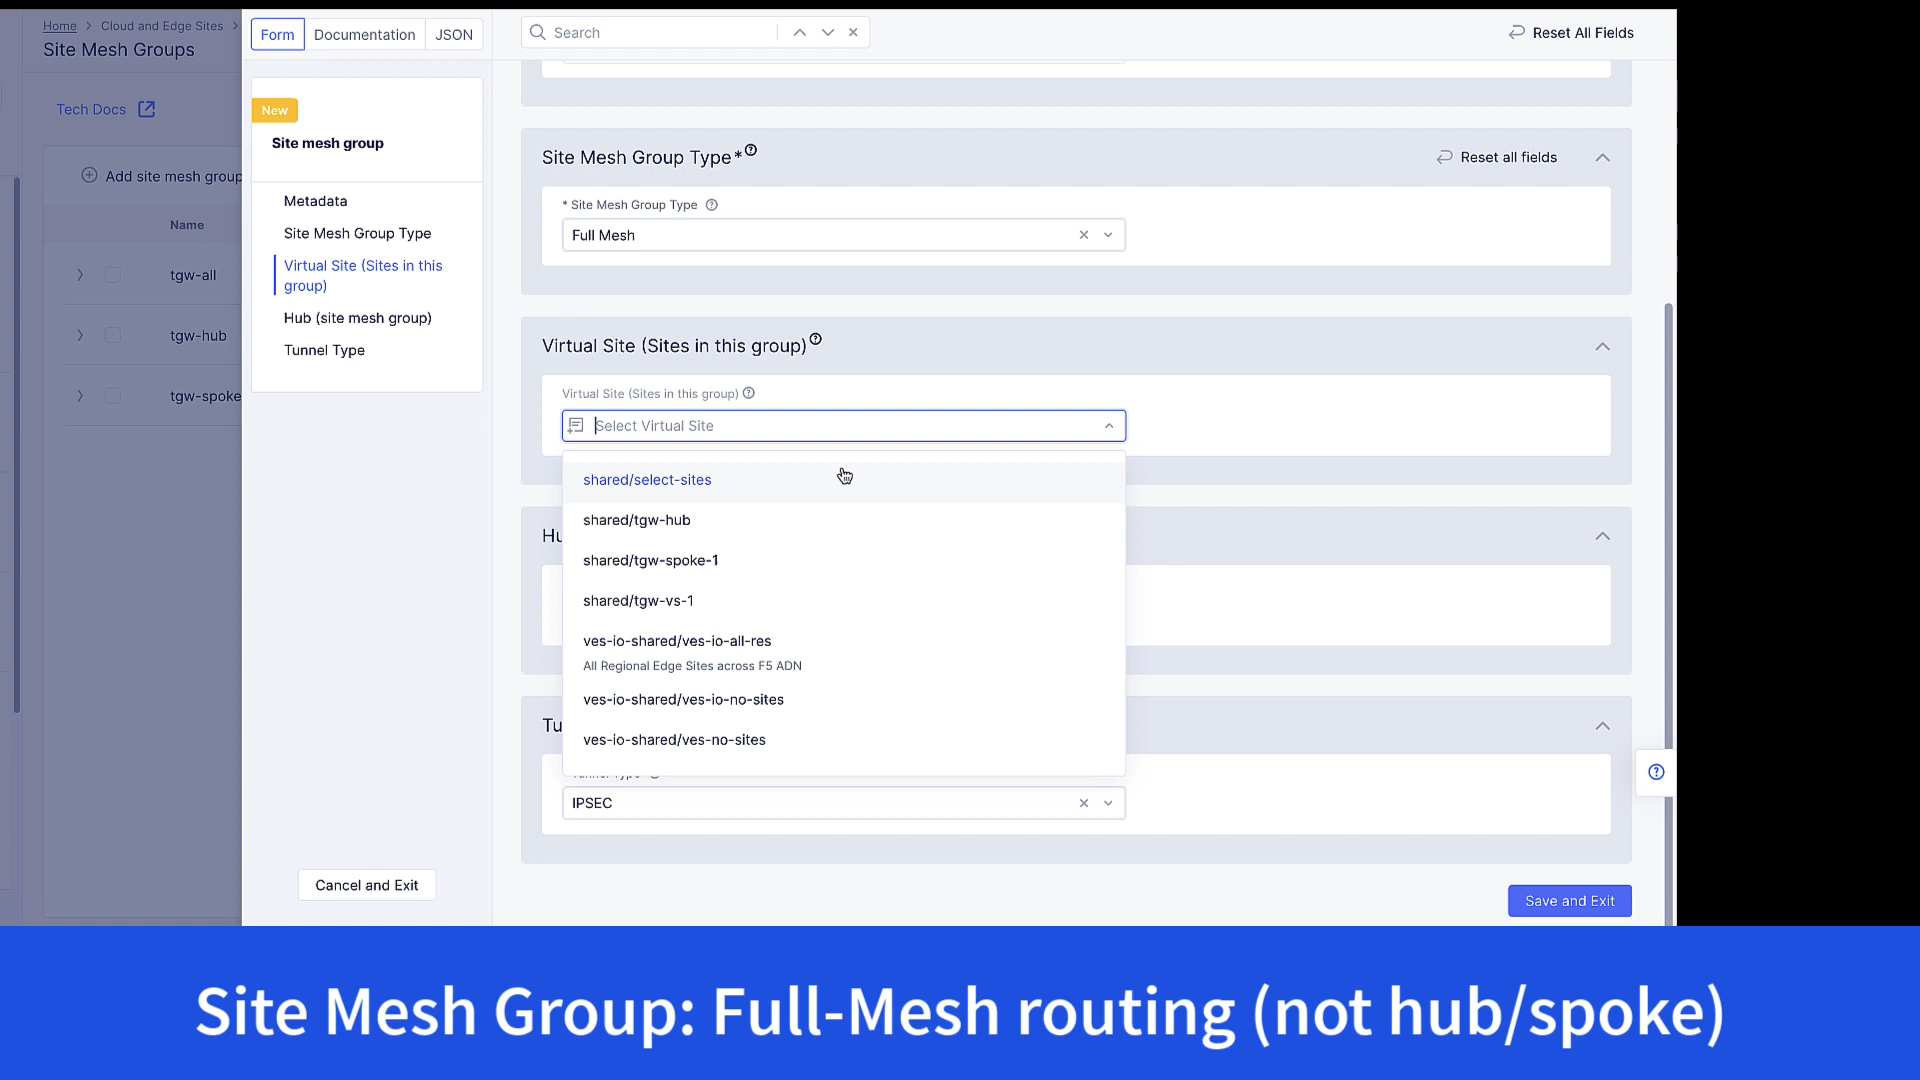 Home > Cloud and Edge Sites >
Site Mesh Groups
Tech Docs
Add site mesh group
Name
tgw-all
tgw-hub
tgw-spoke
Form
Documentation
JSON
New
Site mesh group
Metadata
Site Mesh Group Type
Virtual Site (Sites in this
group)
Hub (site mesh group)
Tunnel Type
Cancel and Exit
Search
Reset All Fields
Site Mesh Group Type*
Reset all fields
* Site Mesh Group Type
Full Mesh
Virtual Site (Sites in this group)
Virtual Site (Sites in this group)
Select Virtual Site
shared/select-sites
shared/tgw-hub
shared/tgw-spoke-1
shared/tgw-vs-1
ves-io-shared/ves-io-all-res
All Regional Edge Sites across F5 ADN
ves-io-shared/ves-io-no-sites
ves-io-shared/ves-no-sites
Hu
Tu
IPSEC
Save and Exit
Site Mesh Group: Full-Mesh routing (not hub/spoke)